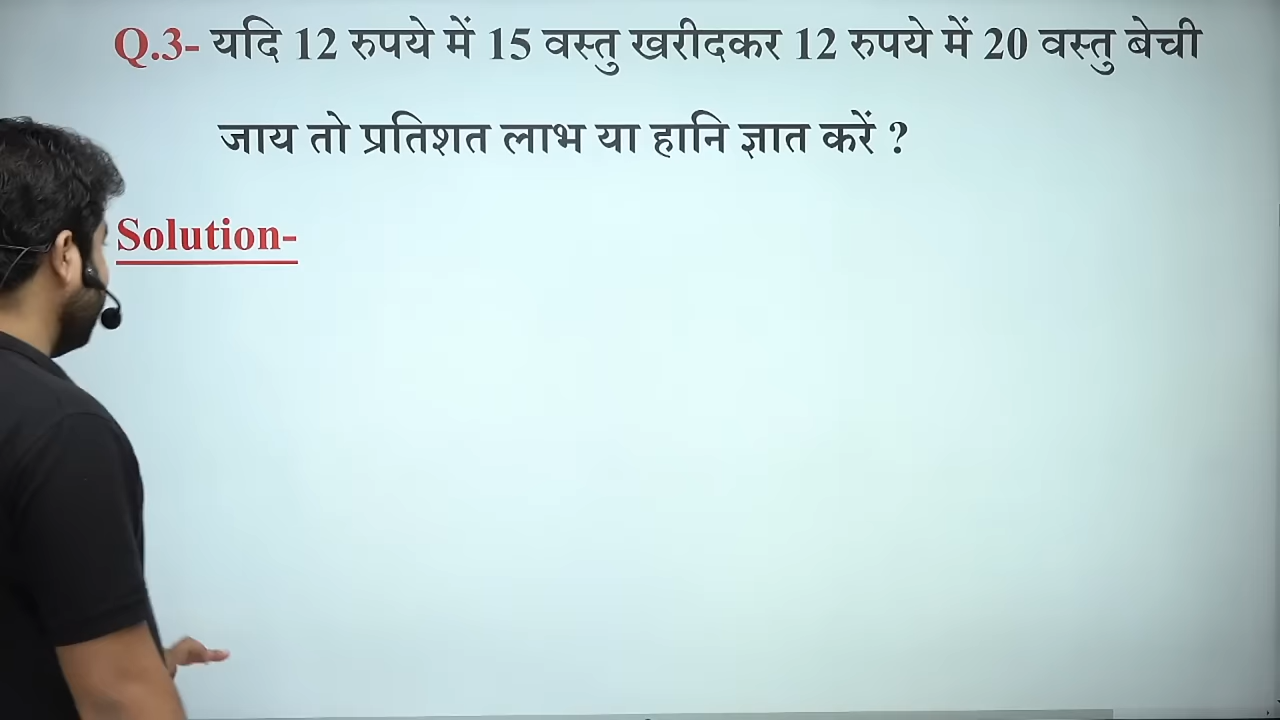 Q.3- यदि 12 रुपये में 15 वस्तु खरीदकर 12 रुपये में 20 वस्तु बेची
जाय तो प्रतिशत लाभ या हानि ज्ञात करें ?
Solution-